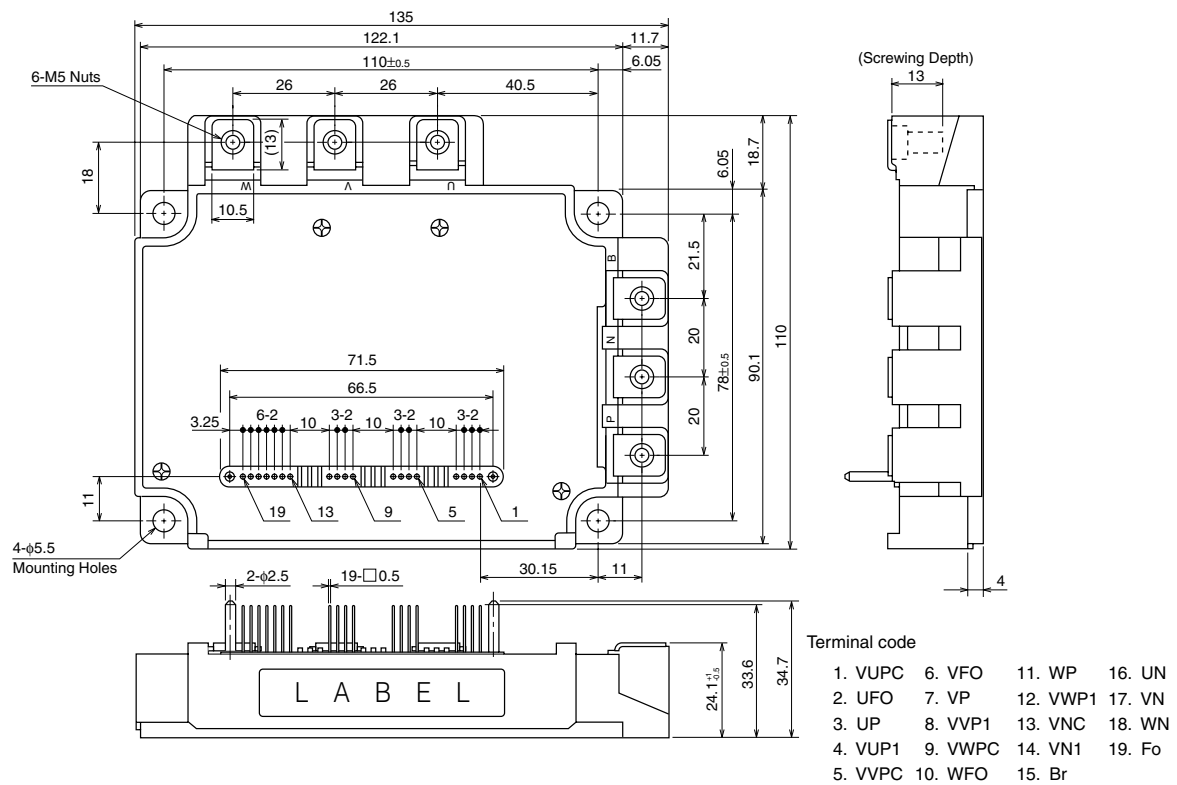 135
122.1
11.7
110±0.5
6.05
(Screwing Depth)
13
6-M5 Nuts
26
26
40.5
(13)
18
10.5
W
V
U
6.05
18.7
B
21.5
N
20
78±0.5
90.1
110
P
20
71.5
66.5
3.25
6-2
10
3-2
10
3-2
10
3-2
11
19
13
9
5
1
4-φ5.5
Mounting Holes
30.15
11
4
2-φ2.5
19-□0.5
LABEL
24.1 +1 -0.5
33.6
34.7
Terminal code
1. VUPC 6. VFO 11. WP 16. UN
2. UFO 7. VP 12. VWP1 17. VN
3. UP 8. VVP1 13. VNC 18. WN
4. VUP1 9. VWPC 14. VN1 19. Fo
5. VVPC 10. WFO 15. Br